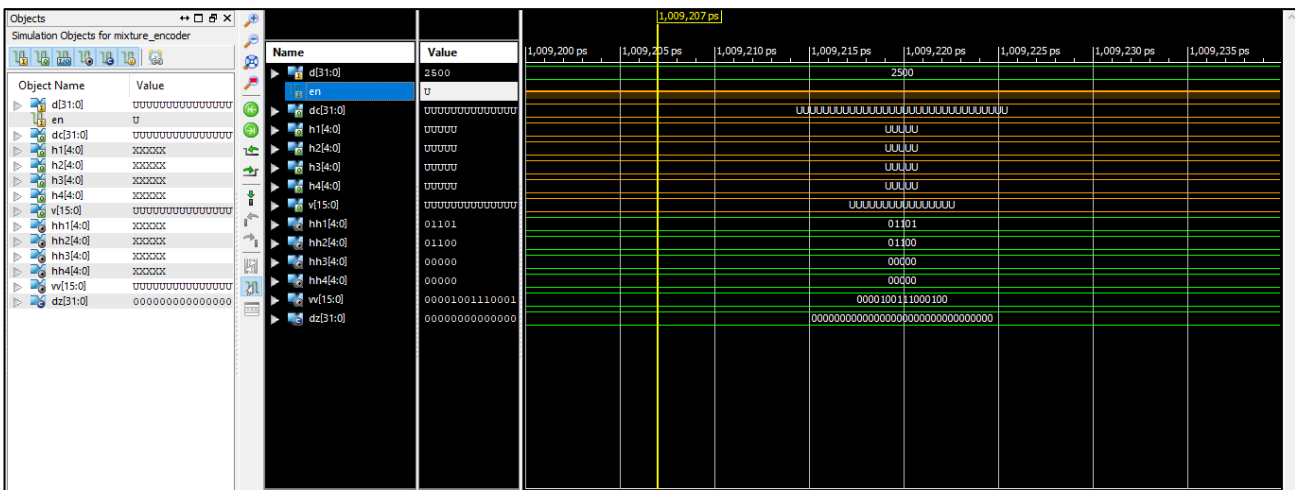 Objects
Simulation Objects for mixture_encoder
Object Name Value
d[31:0] UUUUUUUUUUUUUUU
en U
dc[31:0] UUUUUUUUUUUUUUU
h1[4:0] XXXXX
h2[4:0] XXXXX
h3[4:0] XXXXX
h4[4:0] XXXXX
v[15:0] UUUUUUUUUUUUUUU
hh1[4:0] XXXXX
hh2[4:0] XXXXX
hh3[4:0] XXXXX
hh4[4:0] XXXXX
vv[15:0] UUUUUUUUUUUUUUU
dz[31:0] 000000000000000
1,009,207 ps
Name Value 1,009,200 ps 1,009,205 ps 1,009,210 ps 1,009,215 ps 1,009,220 ps 1,009,225 ps 1,009,230 ps 1,009,235 ps
d[31:0] 2500 2500
en U
dc[31:0] UUUUUUUUUUUUUU UUUUUUUUUUUUUUUUUUUUUUUUUUUUUUUU
h1[4:0] UUUUU UUUUU
h2[4:0] UUUUU UUUUU
h3[4:0] UUUUU UUUUU
h4[4:0] UUUUU UUUUU
v[15:0] UUUUUUUUUUUUUU UUUUUUUUUUUUUUUU
hh1[4:0] 01101 01101
hh2[4:0] 01100 01100
hh3[4:0] 00000 00000
hh4[4:0] 00000 00000
vv[15:0] 00001001110001 0000100111000100
dz[31:0] 00000000000000 00000000000000000000000000000000